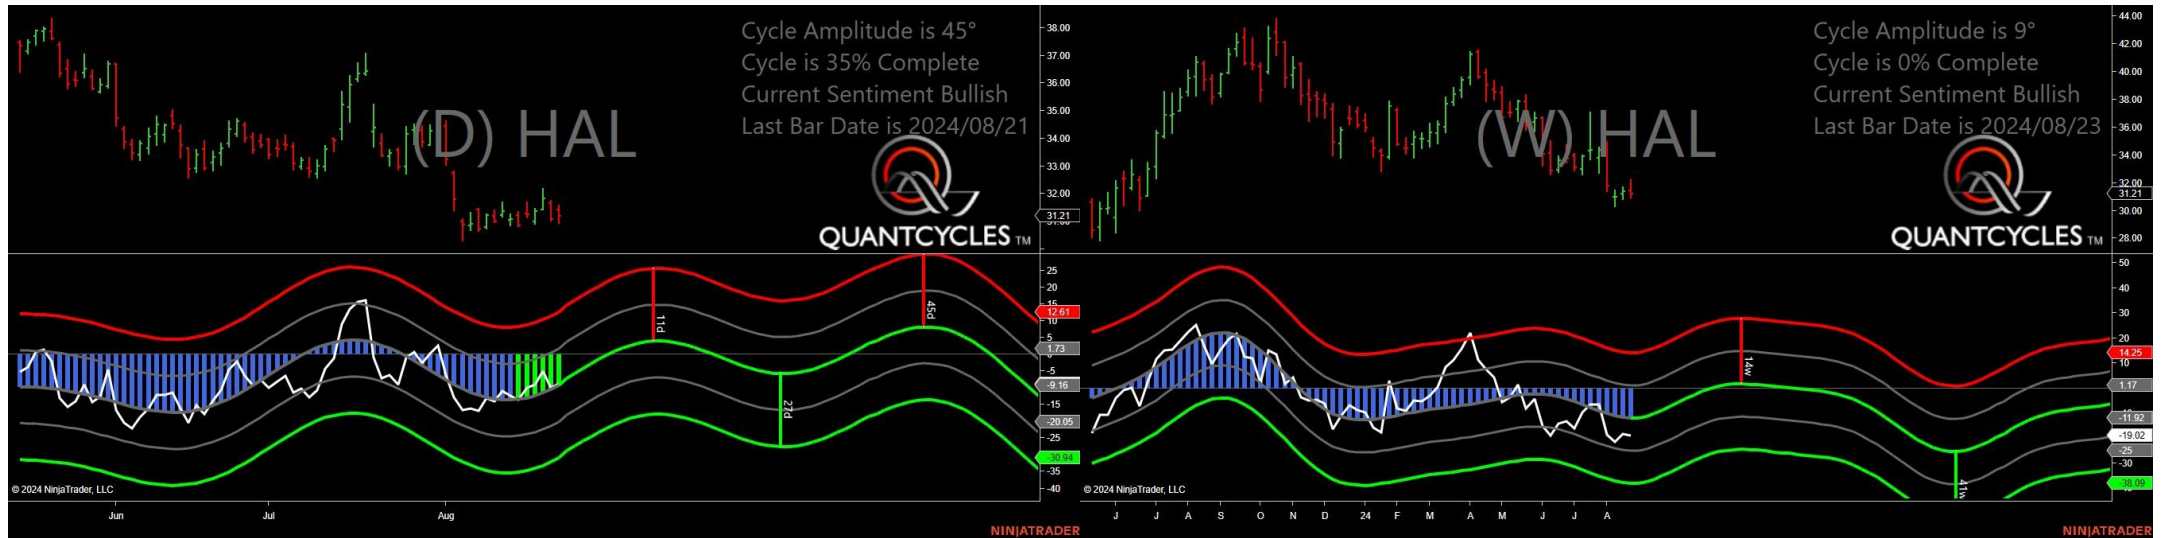 Cycle Amplitude is 45°
Cycle is 35% Complete
Current Sentiment Bullish
Last Bar Date is 2024/08/21
(D) HAL
QUANTCYCLES TM
38.00
37.00
36.00
35.00
34.00
33.00
32.00
31.21
25
20
15
12.61
10
5
1.73
-5
-9.16
-15
-20.05
-25
-30.94
-35
-40
11d
27d
45d
© 2024 NinjaTrader, LLC
Jun
Jul
Aug
NINJATRADER
Cycle Amplitude is 9°
Cycle is 0% Complete
Current Sentiment Bullish
Last Bar Date is 2024/08/23
(W) HAL
QUANTCYCLES TM
44.00
42.00
40.00
38.00
36.00
34.00
32.00
31.21
30.00
28.00
50
40
30
20
14.25
10
1.17
-11.92
-19.02
-25
-30
-38.09
14w
41w
© 2024 NinjaTrader, LLC
J
J
A
S
O
N
D
24
F
M
A
M
J
J
A
NINJATRADER